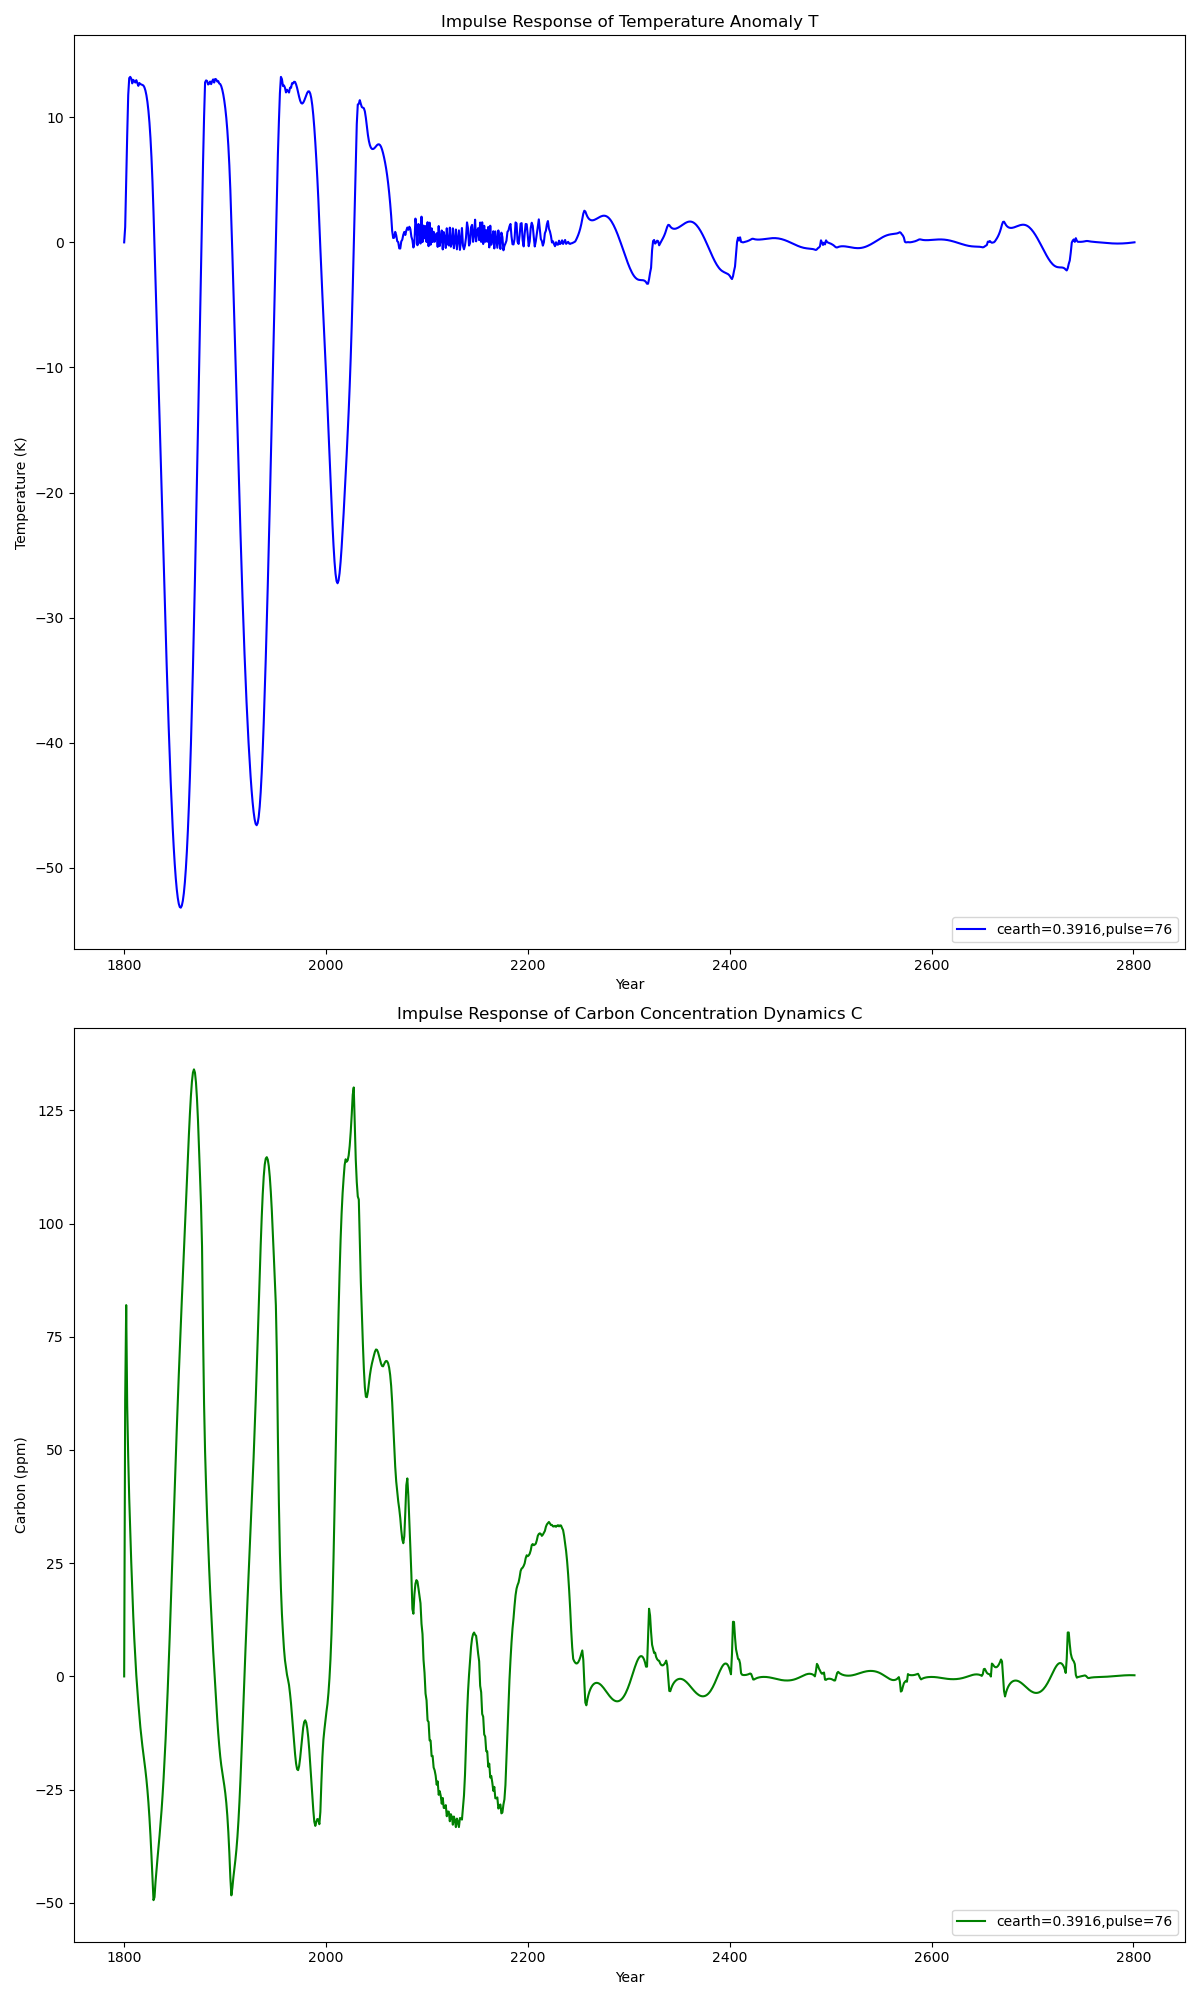 Impulse Response of Temperature Anomaly T
Temperature (K)
10
0
−10
−20
−30
−40
−50
cearth=0.3916,pulse=76
1800 2000 2200 2400 2600 2800
Year
Impulse Response of Carbon Concentration Dynamics C
Carbon (ppm)
125
100
75
50
25
0
−25
−50
cearth=0.3916,pulse=76
1800 2000 2200 2400 2600 2800
Year